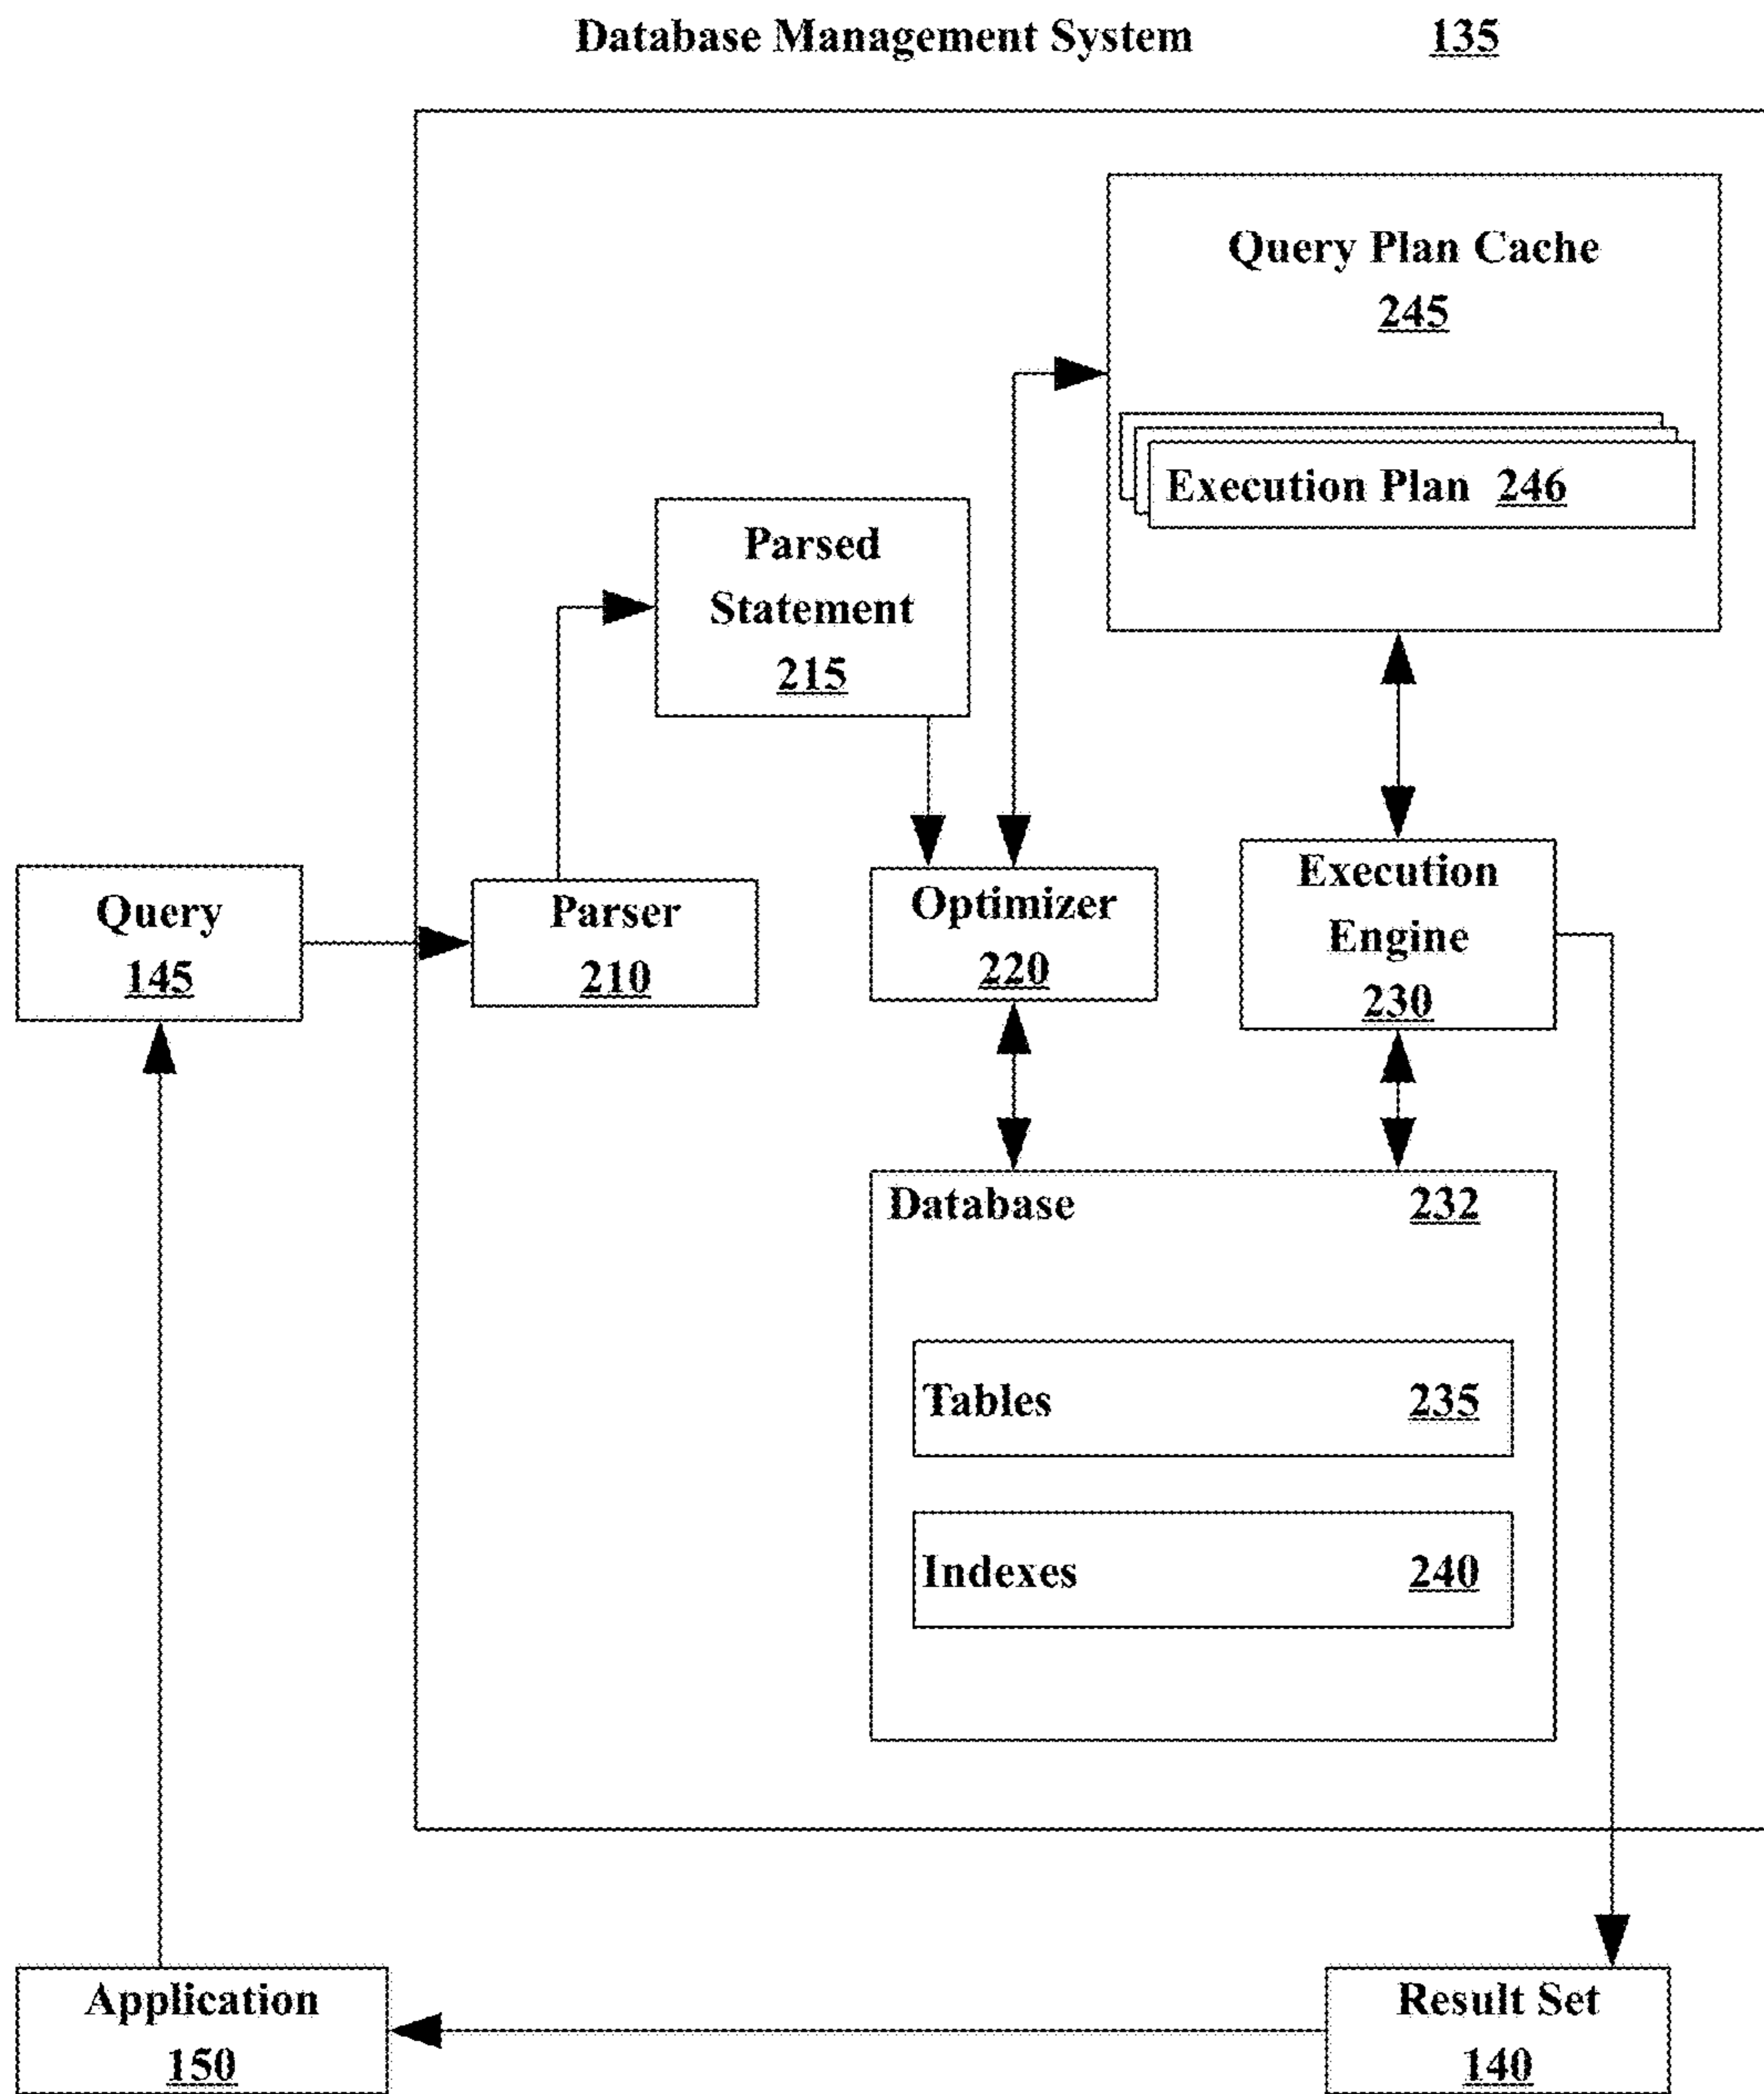 Database Management System 135
Query Plan Cache
245
Execution Plan 246
Parsed
Statement
215
Query
145
Parser
210
Optimizer
220
Execution
Engine
230
Database 232
Tables 235
Indexes 240
Application
150
Result Set
140